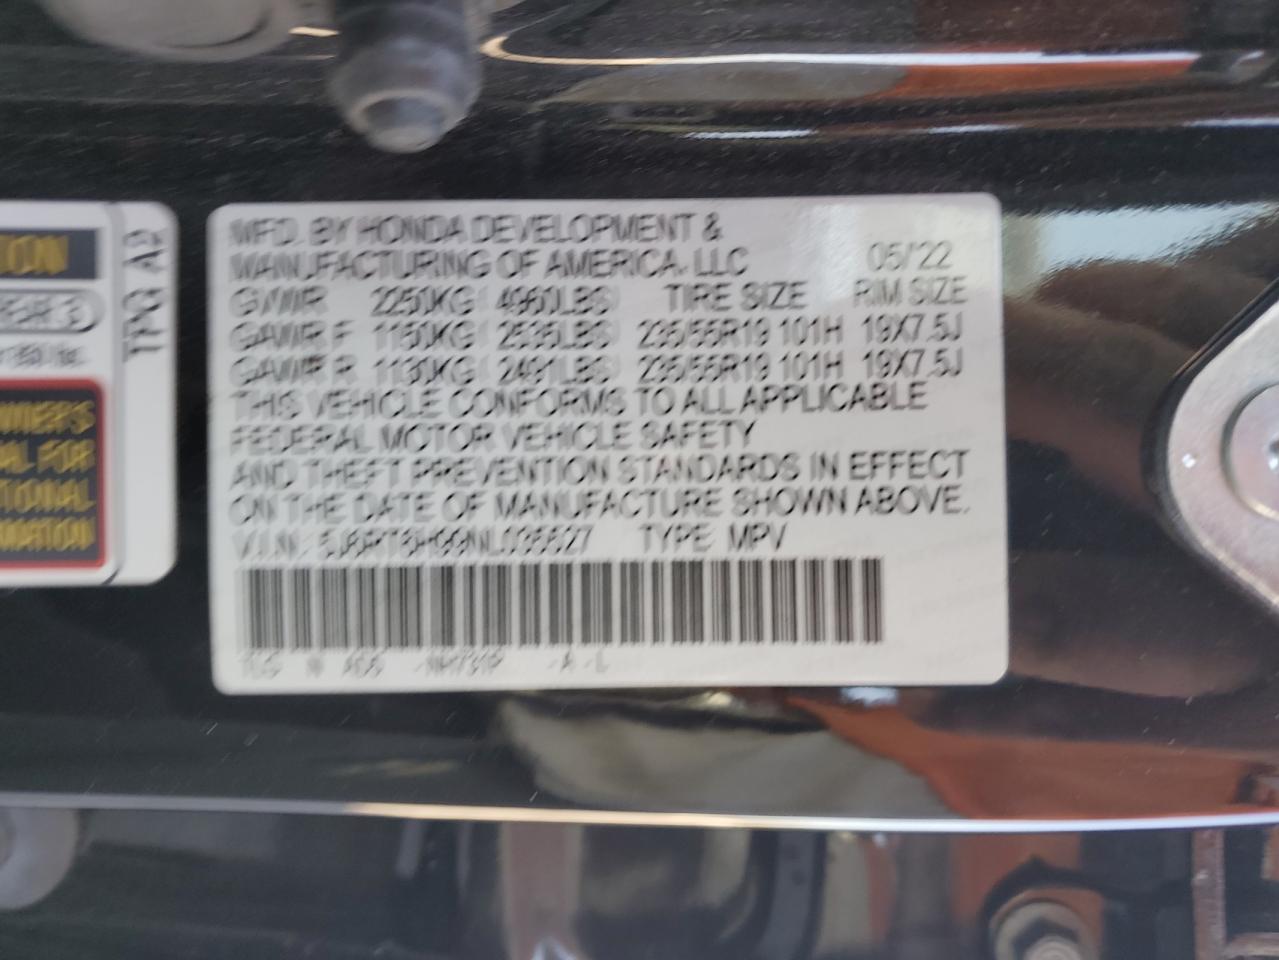 MFD. BY HONDA DEVELOPMENT &
MANUFACTURING OF AMERICA, LLC 05/22
GVWR 2250KG ( 4960LBS) TIRE SIZE RIM SIZE
GAWR F 1150KG ( 2535LBS) 235/55R19 101H 19X7.5J
GAWR R 1130KG ( 2491LBS) 235/55R19 101H 19X7.5J
THIS VEHICLE CONFORMS TO ALL APPLICABLE
FEDERAL MOTOR VEHICLE SAFETY
AND THEFT PREVENTION STANDARDS IN EFFECT
ON THE DATE OF MANUFACTURE SHOWN ABOVE.
V.I.N. TYPE: MPV
-A -L
TPG A2
REAR 3